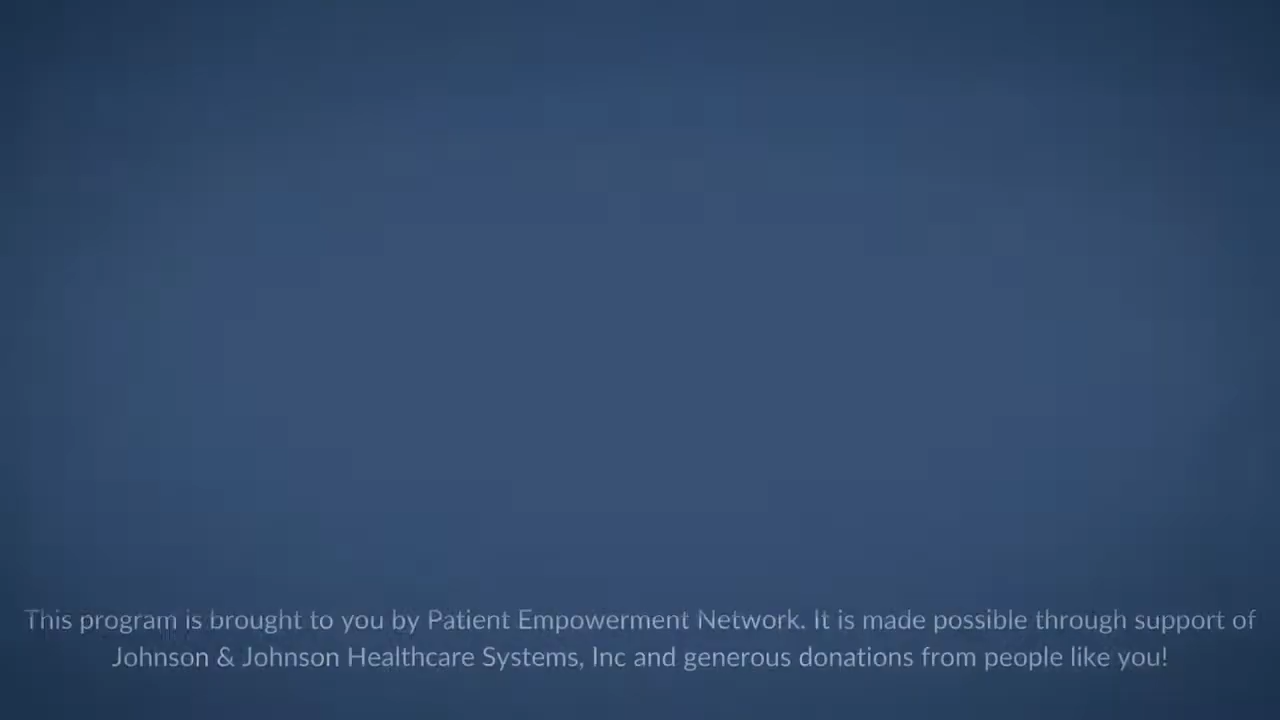 This program is brought to you by Patient Empowerment Network. It is made possible through support of
Johnson & Johnson Healthcare Systems, Inc and generous donations from people like you!